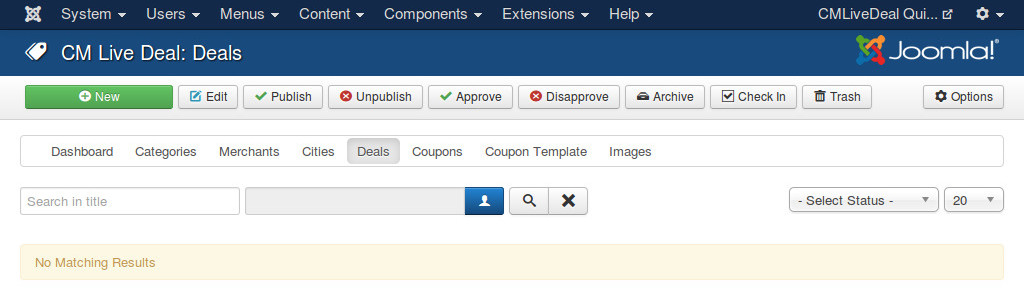 System Users Menus Content Components Extensions Help CMLiveDeal Qui...
CM Live Deal: Deals Joomla!®
New Edit Publish Unpublish Approve Disapprove Archive Check In Trash Options
Dashboard Categories Merchants Cities Deals Coupons Coupon Template Images
Search in title - Select Status - 20
No Matching Results